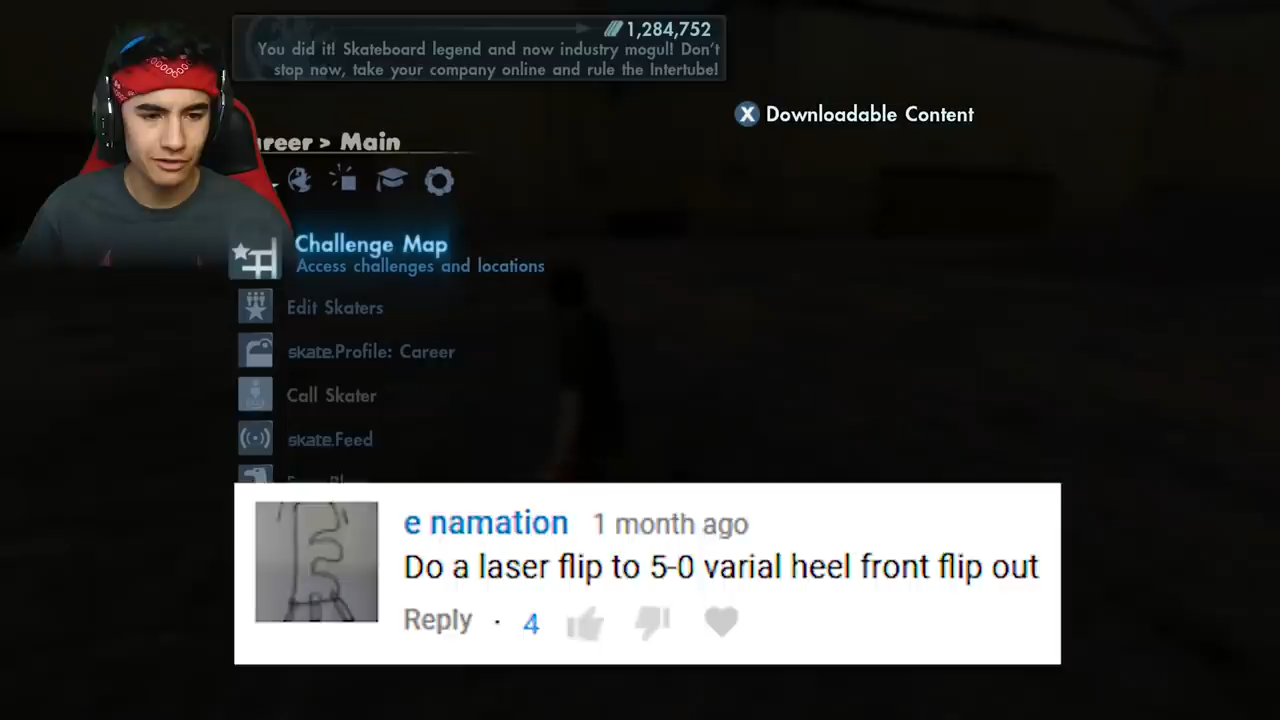 1,284,752
You did it! Skateboard legend and now industry mogul! Don't
stop now, take your company online and rule the Intertube!
X Downloadable Content
areer > Main
Challenge Map
Access challenges and locations
Edit Skaters
skate.Profile: Career
Call Skater
skate.Feed
e namation 1 month ago
Do a laser flip to 5-0 varial heel front flip out
Reply · 4